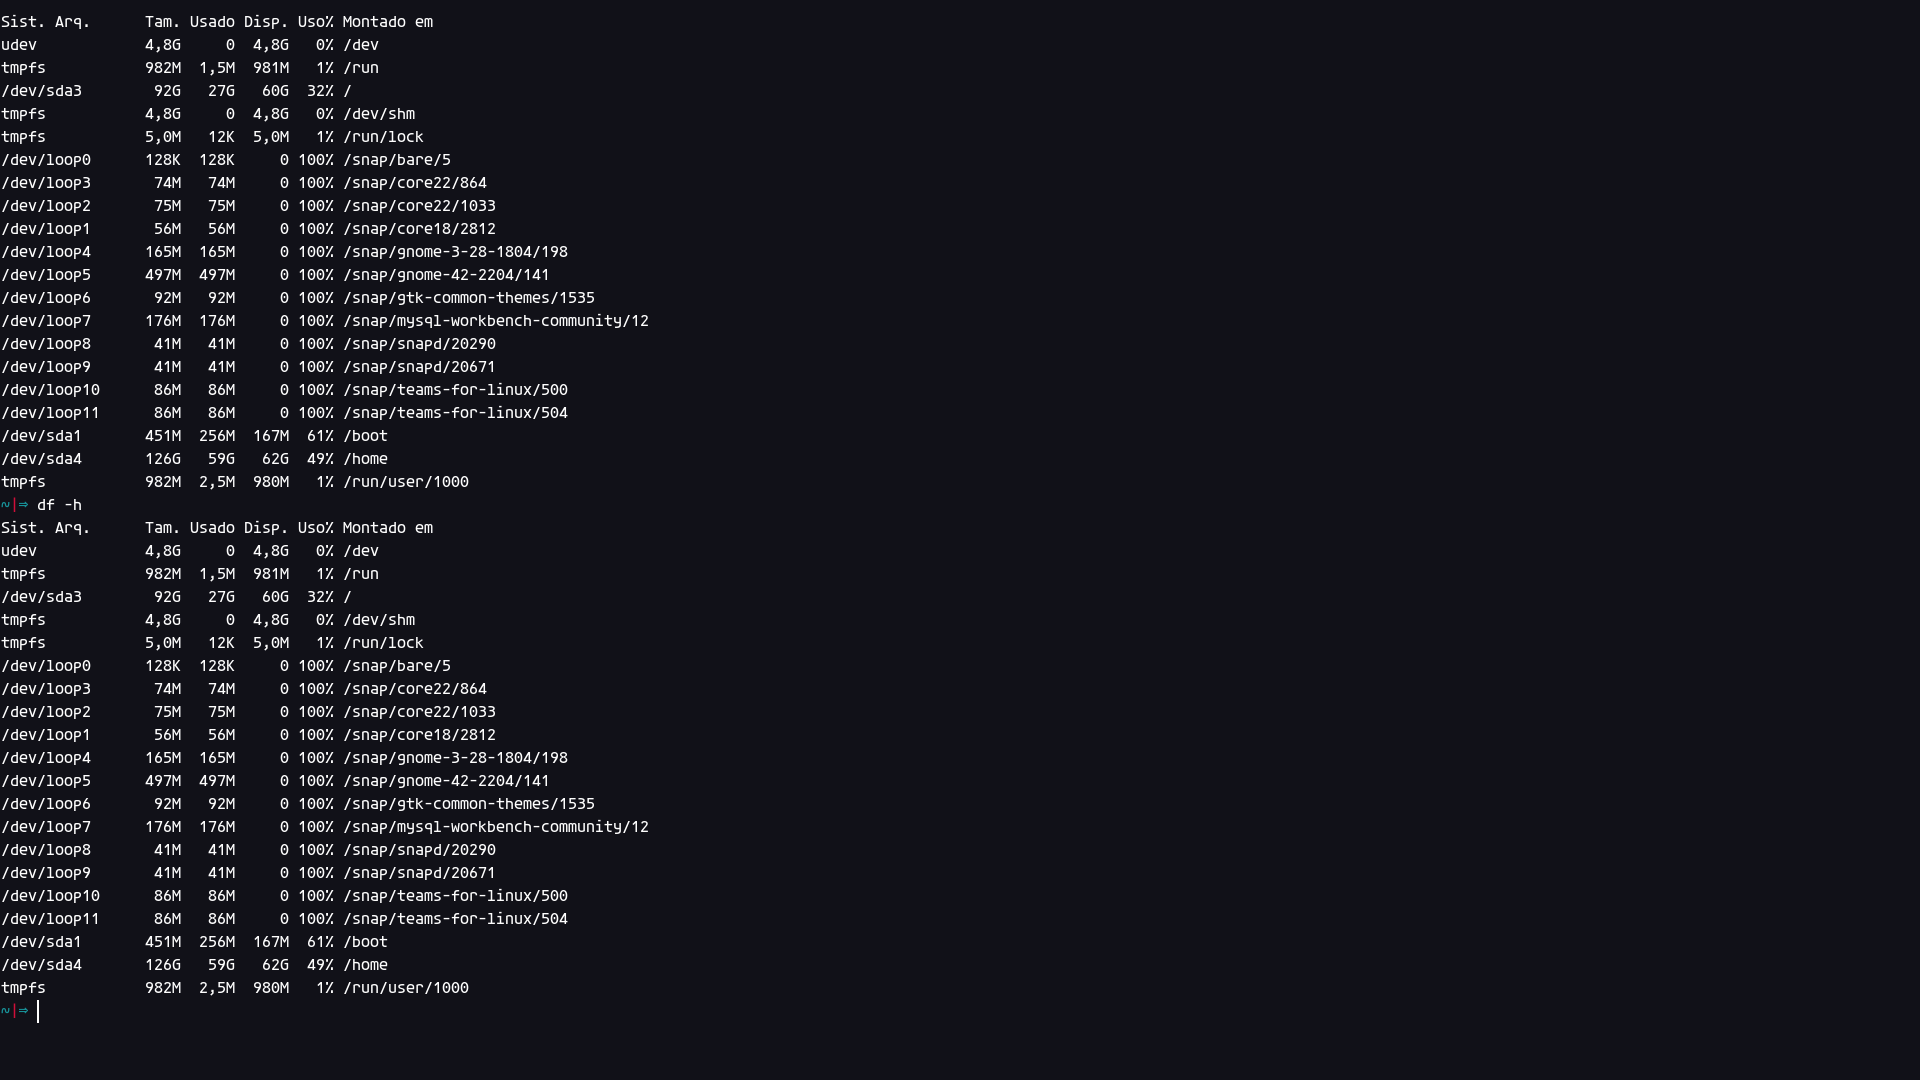 Sist. Arq.      Tam. Usado Disp. Uso% Montado em
udev            4,8G     0  4,8G   0% /dev
tmpfs           982M  1,5M  981M   1% /run
/dev/sda3        92G   27G   60G  32% /
tmpfs           4,8G     0  4,8G   0% /dev/shm
tmpfs           5,0M   12K  5,0M   1% /run/lock
/dev/loop0      128K  128K     0 100% /snap/bare/5
/dev/loop3       74M   74M     0 100% /snap/core22/864
/dev/loop2       75M   75M     0 100% /snap/core22/1033
/dev/loop1       56M   56M     0 100% /snap/core18/2812
/dev/loop4      165M  165M     0 100% /snap/gnome-3-28-1804/198
/dev/loop5      497M  497M     0 100% /snap/gnome-42-2204/141
/dev/loop6       92M   92M     0 100% /snap/gtk-common-themes/1535
/dev/loop7      176M  176M     0 100% /snap/mysql-workbench-community/12
/dev/loop8       41M   41M     0 100% /snap/snapd/20290
/dev/loop9       41M   41M     0 100% /snap/snapd/20671
/dev/loop10      86M   86M     0 100% /snap/teams-for-linux/500
/dev/loop11      86M   86M     0 100% /snap/teams-for-linux/504
/dev/sda1       451M  256M  167M  61% /boot
/dev/sda4       126G   59G   62G  49% /home
tmpfs           982M  2,5M  980M   1% /run/user/1000
~|⇒ df -h
Sist. Arq.      Tam. Usado Disp. Uso% Montado em
udev            4,8G     0  4,8G   0% /dev
tmpfs           982M  1,5M  981M   1% /run
/dev/sda3        92G   27G   60G  32% /
tmpfs           4,8G     0  4,8G   0% /dev/shm
tmpfs           5,0M   12K  5,0M   1% /run/lock
/dev/loop0      128K  128K     0 100% /snap/bare/5
/dev/loop3       74M   74M     0 100% /snap/core22/864
/dev/loop2       75M   75M     0 100% /snap/core22/1033
/dev/loop1       56M   56M     0 100% /snap/core18/2812
/dev/loop4      165M  165M     0 100% /snap/gnome-3-28-1804/198
/dev/loop5      497M  497M     0 100% /snap/gnome-42-2204/141
/dev/loop6       92M   92M     0 100% /snap/gtk-common-themes/1535
/dev/loop7      176M  176M     0 100% /snap/mysql-workbench-community/12
/dev/loop8       41M   41M     0 100% /snap/snapd/20290
/dev/loop9       41M   41M     0 100% /snap/snapd/20671
/dev/loop10      86M   86M     0 100% /snap/teams-for-linux/500
/dev/loop11      86M   86M     0 100% /snap/teams-for-linux/504
/dev/sda1       451M  256M  167M  61% /boot
/dev/sda4       126G   59G   62G  49% /home
tmpfs           982M  2,5M  980M   1% /run/user/1000
~|⇒